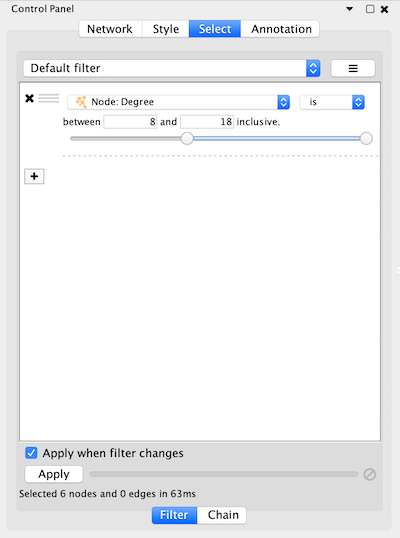 Control Panel
Network Style Select Annotation
Default filter
Node: Degree is
between 8 and 18 inclusive.
+
Apply when filter changes
Apply
Selected 6 nodes and 0 edges in 63ms
Filter Chain